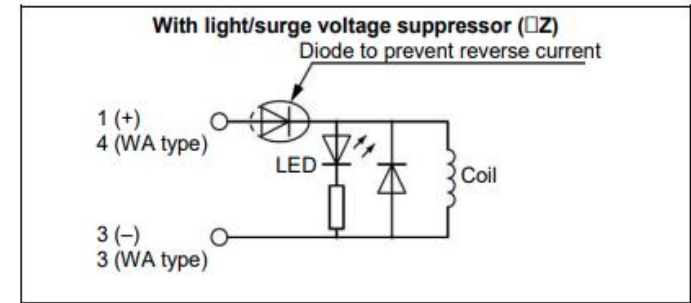 With light/surge voltage suppressor (□Z)
Diode to prevent reverse current
1 (+)
4 (WA type)
LED
Coil
3 (–)
3 (WA type)